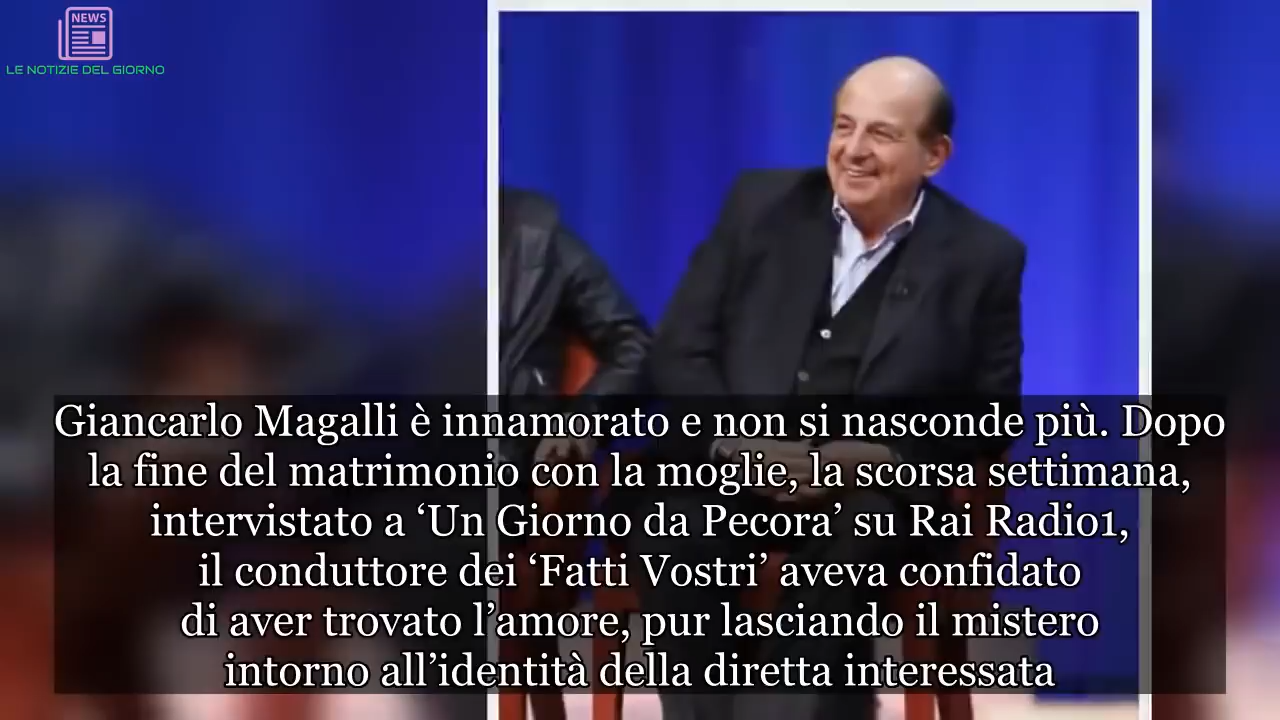 NEWS
LE NOTIZIE DEL GIORNO
Giancarlo Magalli è innamorato e non si nasconde più. Dopo
la fine del matrimonio con la moglie, la scorsa settimana,
intervistato a ‘Un Giorno da Pecora’ su Rai Radio1,
il conduttore dei ‘Fatti Vostri’ aveva confidato
di aver trovato l’amore, pur lasciando il mistero
intorno all’identità della diretta interessata